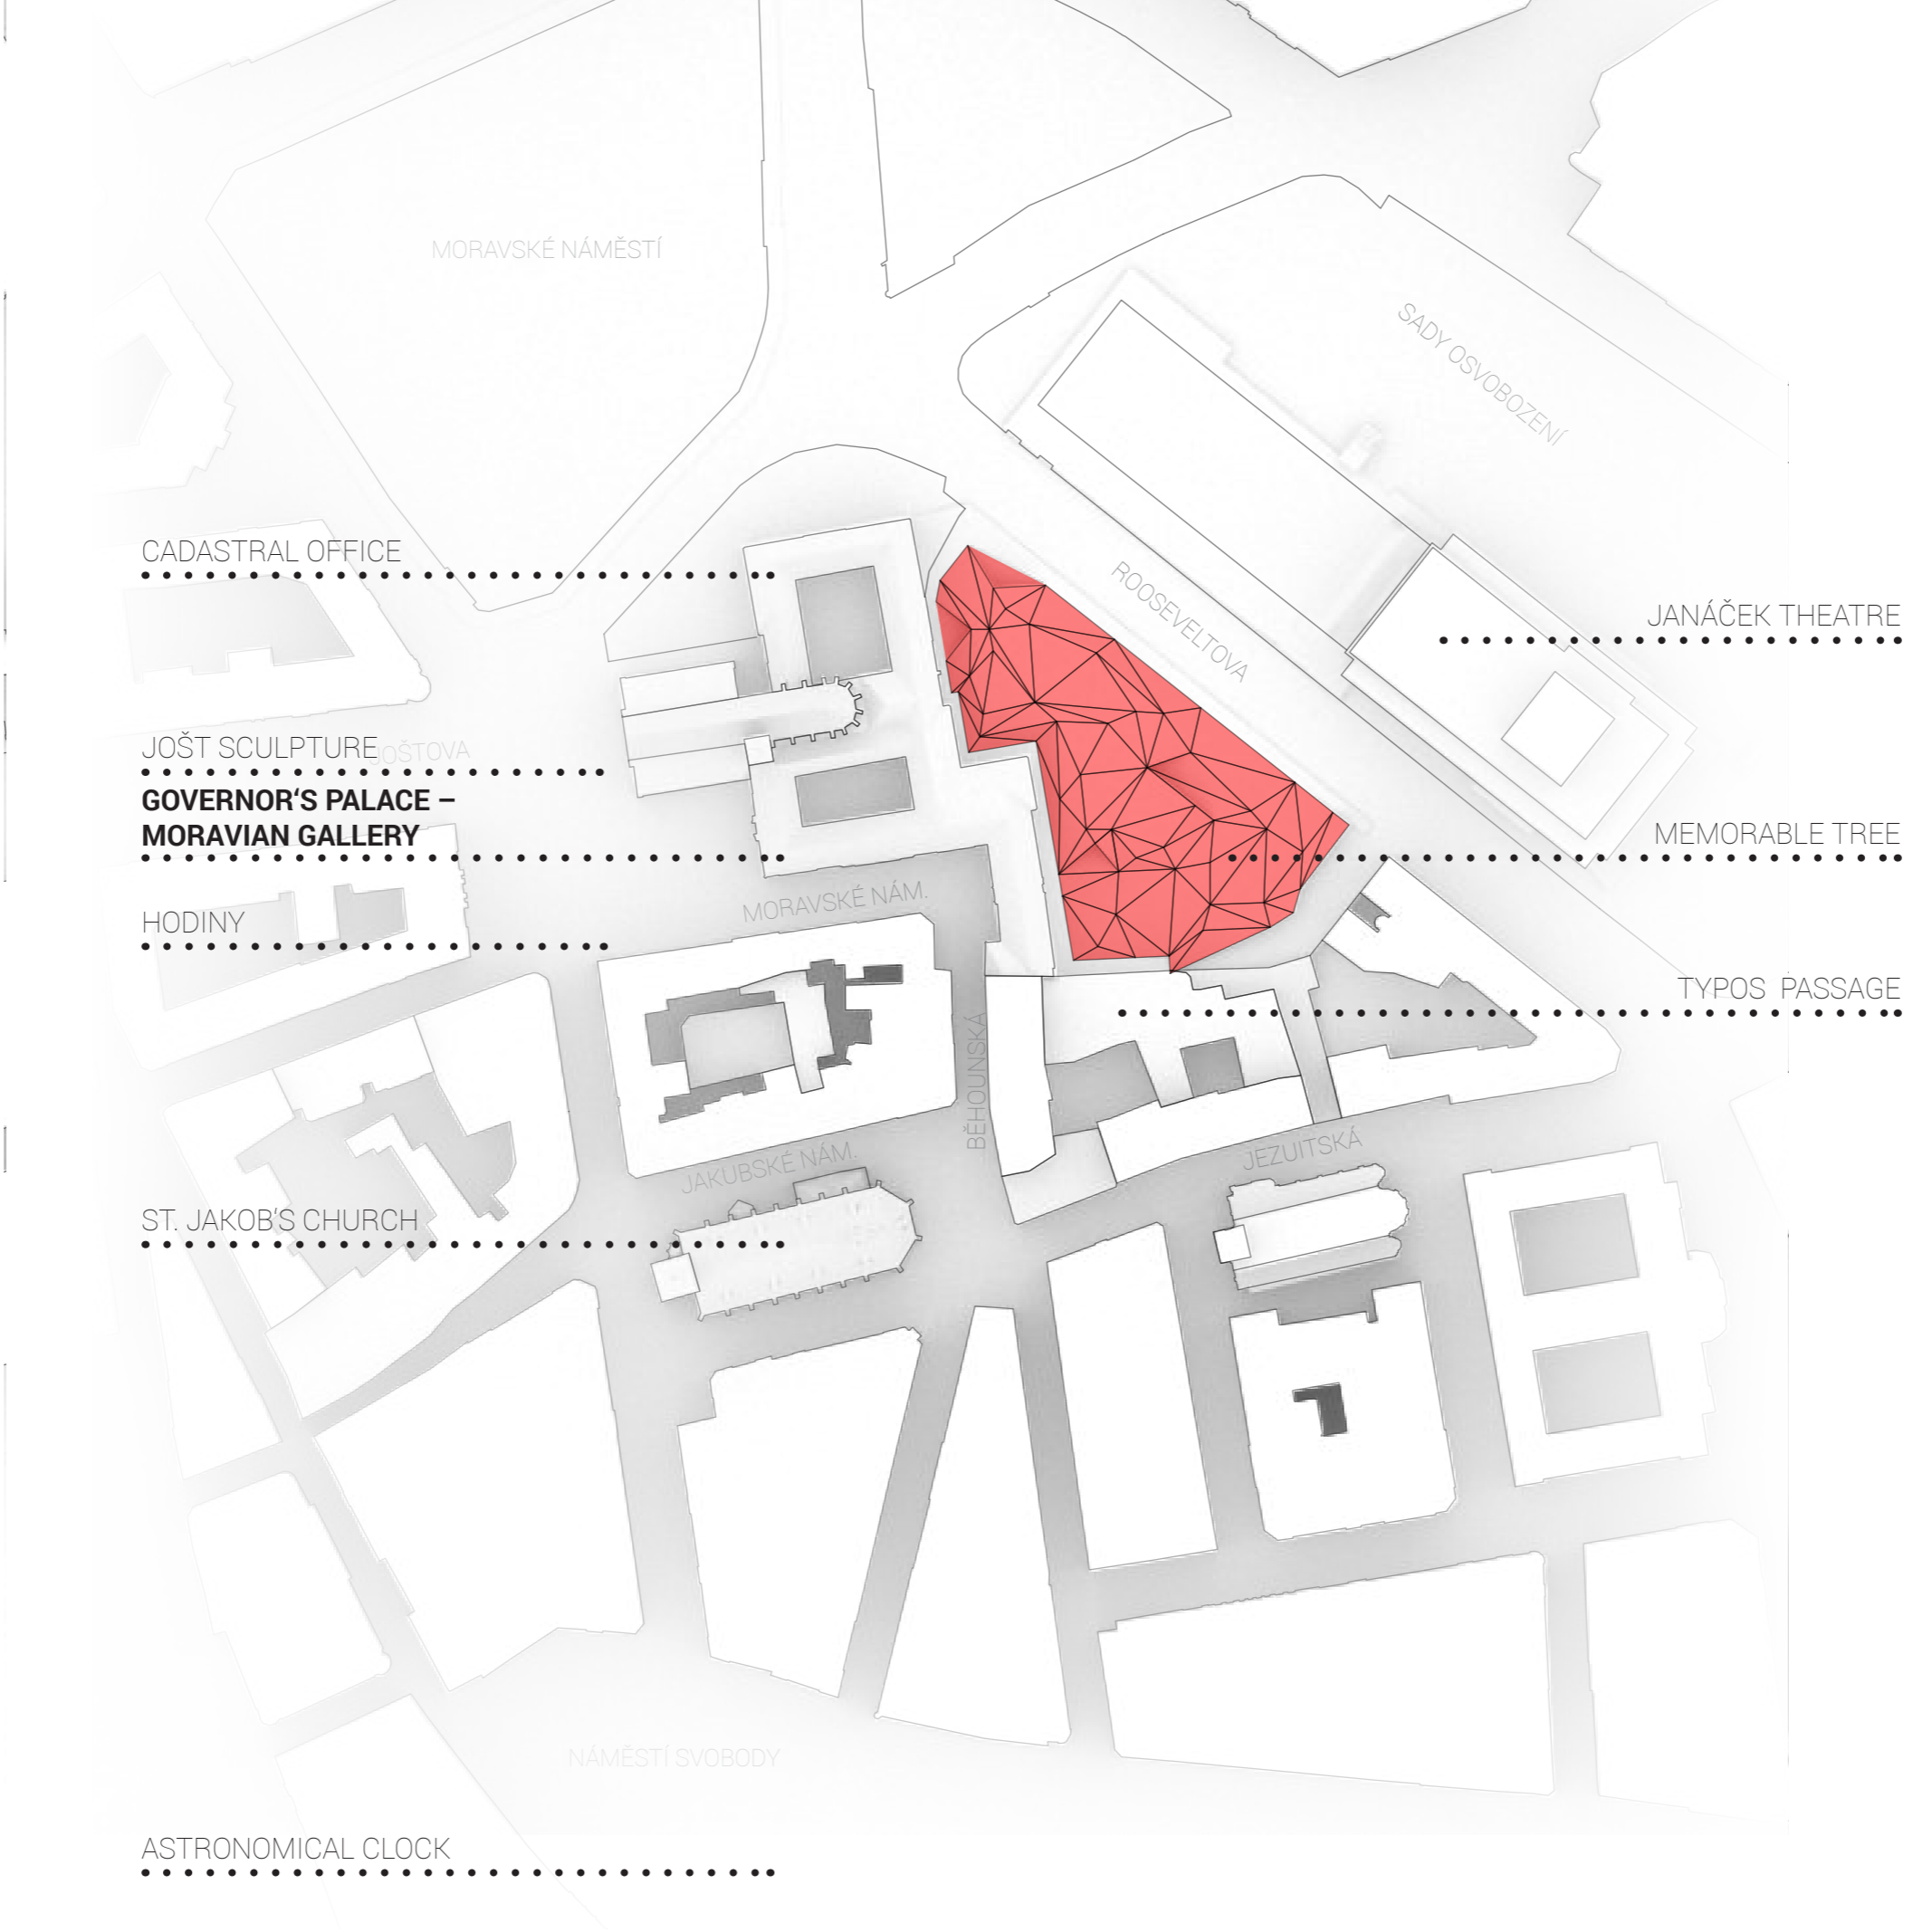 MORAVSKÉ NÁMĚSTÍ
SADY OSVOBOZENÍ
CADASTRAL OFFICE
ROOSEVELTOVA
JANÁČEK THEATRE
JOŠT SCULPTURE
JOŠTOVA
GOVERNOR‘S PALACE –
MORAVIAN GALLERY
MEMORABLE TREE
MORAVSKÉ NÁM.
HODINY
TYPOS PASSAGE
BĚHOUNSKÁ
JEZUITSKÁ
JAKUBSKÉ NÁM.
ST. JAKOB‘S CHURCH
NÁMĚSTÍ SVOBODY
ASTRONOMICAL CLOCK